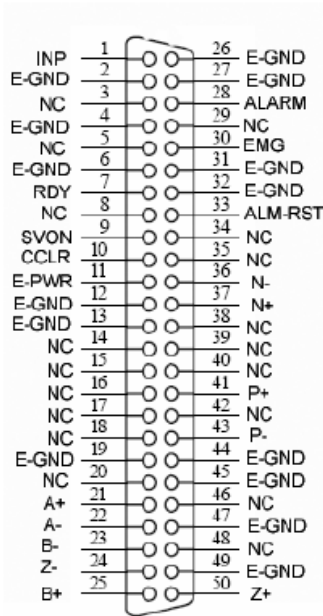 INP 1 26 E-GND
E-GND 2 27 E-GND
NC 3 28 ALARM
E-GND 4 29 NC
NC 5 30 EMG
E-GND 6 31 E-GND
RDY 7 32 E-GND
NC 8 33 ALM-RST
SVON 9 34 NC
CCLR 10 35 NC
E-PWR 11 36 N-
E-GND 12 37 N+
E-GND 13 38 NC
NC 14 39 NC
NC 15 40 NC
NC 16 41 P+
NC 17 42 NC
NC 18 43 P-
E-GND 19 44 E-GND
NC 20 45 E-GND
A+ 21 46 NC
A- 22 47 E-GND
B- 23 48 NC
Z- 24 49 E-GND
B+ 25 50 Z+